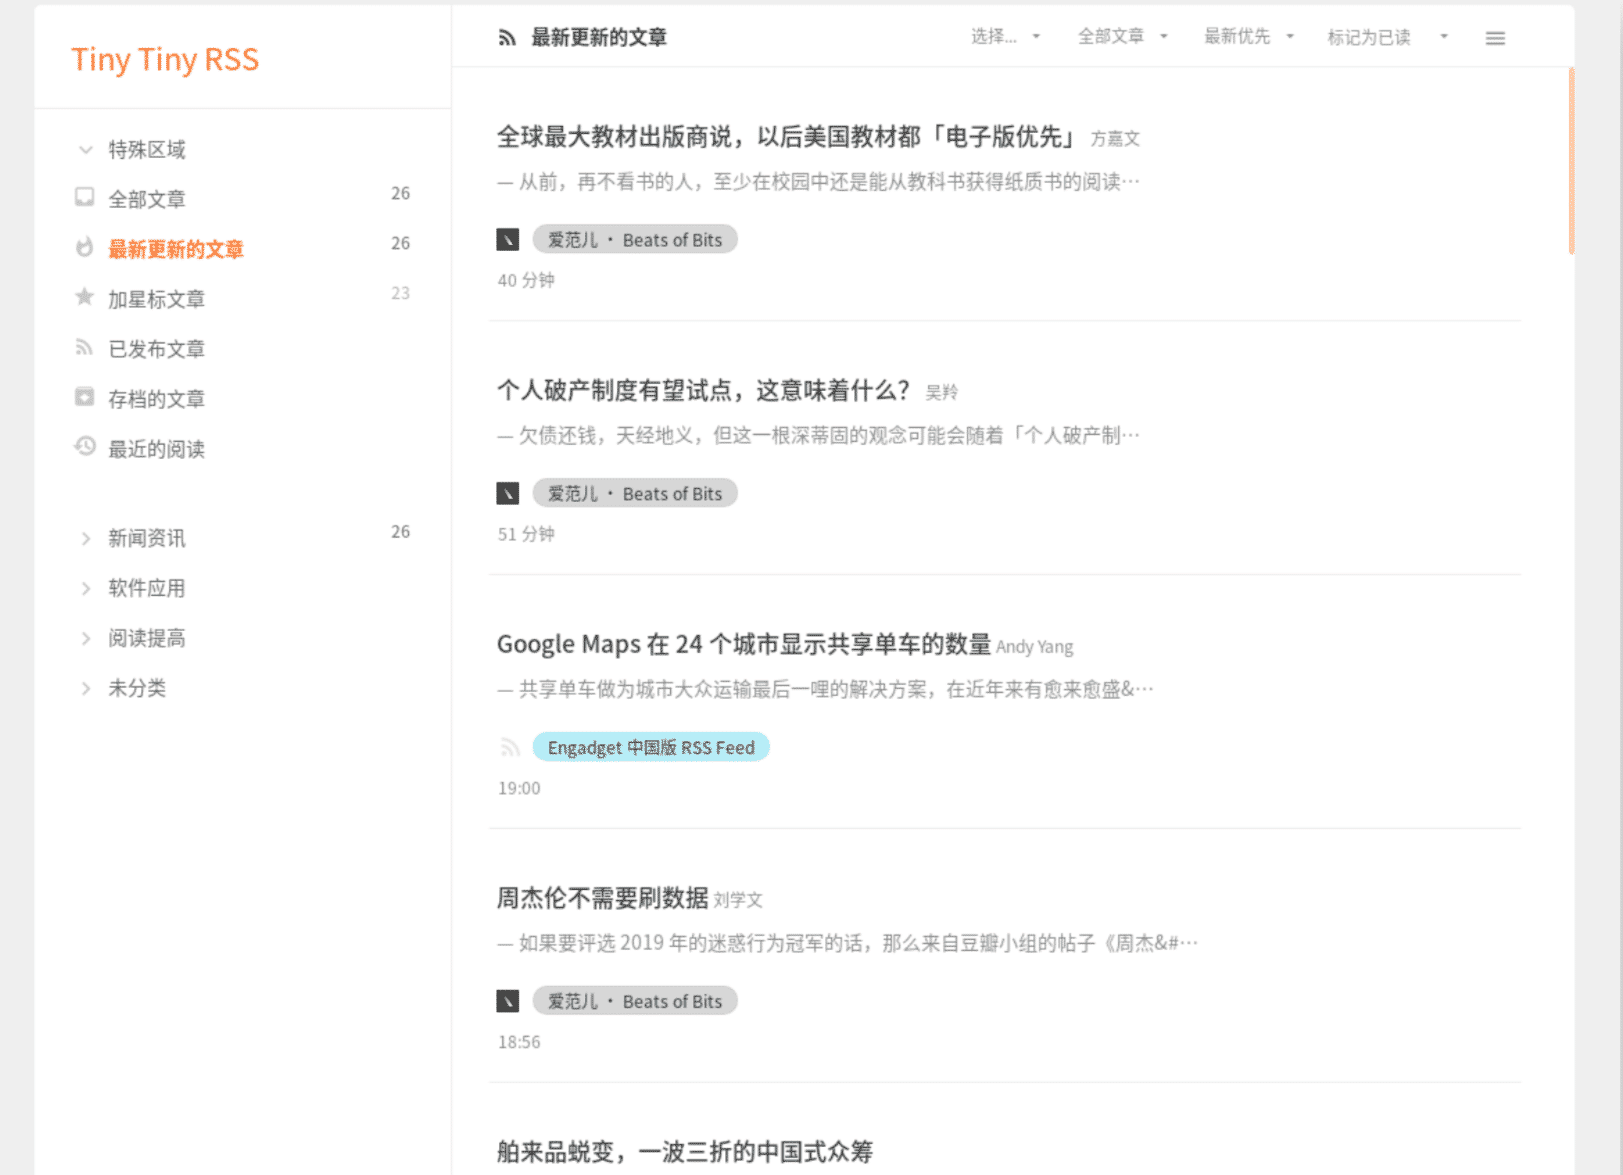 Tiny Tiny RSS
特殊区域
全部文章 26
最新更新的文章 26
加星标文章 23
已发布文章
存档的文章
最近的阅读
新闻资讯 26
软件应用
阅读提高
未分类
最新更新的文章 选择... 全部文章 最新优先 标记为已读
全球最大教材出版商说，以后美国教材都「电子版优先」 方嘉文
— 从前，再不看书的人，至少在校园中还是能从教科书获得纸质书的阅读…
爱范儿 · Beats of Bits
40 分钟
个人破产制度有望试点，这意味着什么？ 吴羚
— 欠债还钱，天经地义，但这一根深蒂固的观念可能会随着「个人破产制…
爱范儿 · Beats of Bits
51 分钟
Google Maps 在 24 个城市显示共享单车的数量 Andy Yang
— 共享单车做为城市大众运输最后一哩的解决方案，在近年来有愈来愈盛&…
Engadget 中国版 RSS Feed
19:00
周杰伦不需要刷数据 刘学文
— 如果要评选 2019 年的迷惑行为冠军的话，那么来自豆瓣小组的帖子《周杰&#…
爱范儿 · Beats of Bits
18:56
舶来品蜕变，一波三折的中国式众筹